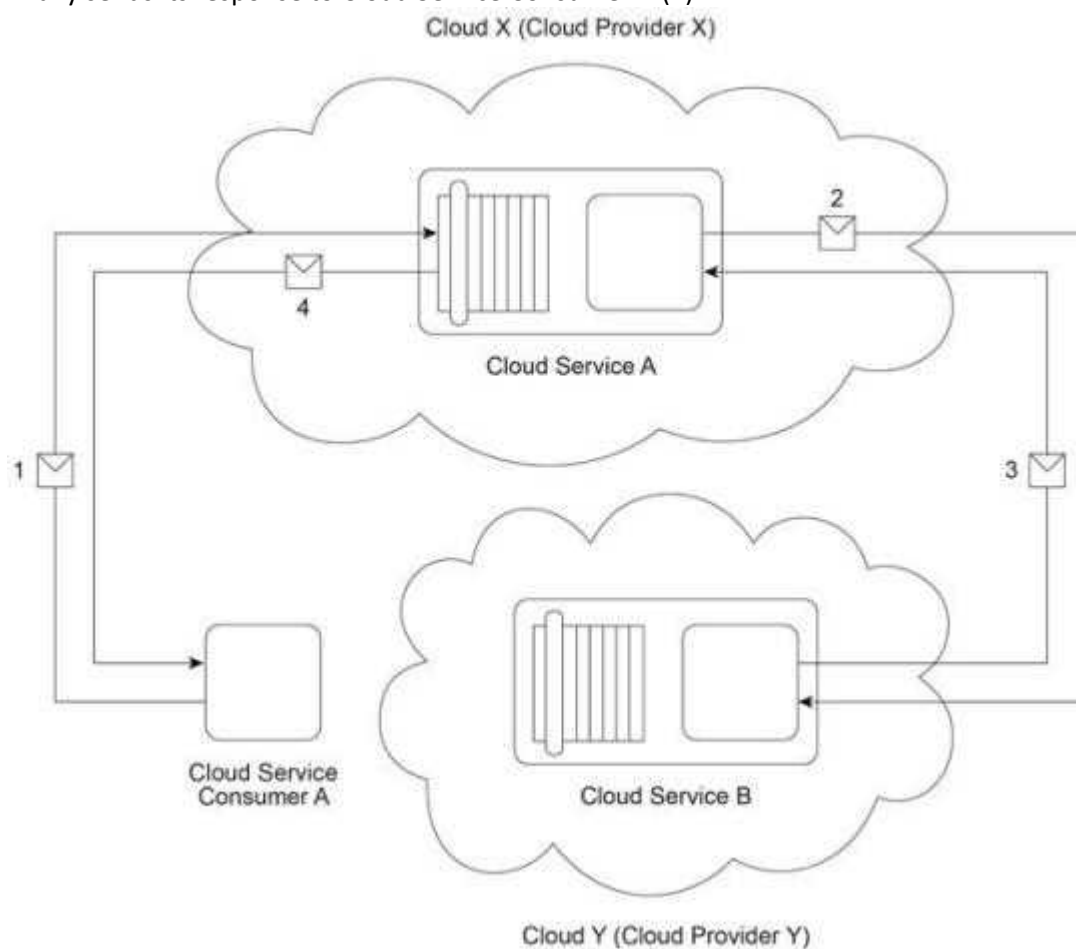 Cloud X (Cloud Provider X)
2
4
Cloud Service A
1
3
Cloud Service
Consumer A
Cloud Service B
Cloud Y (Cloud Provider Y)